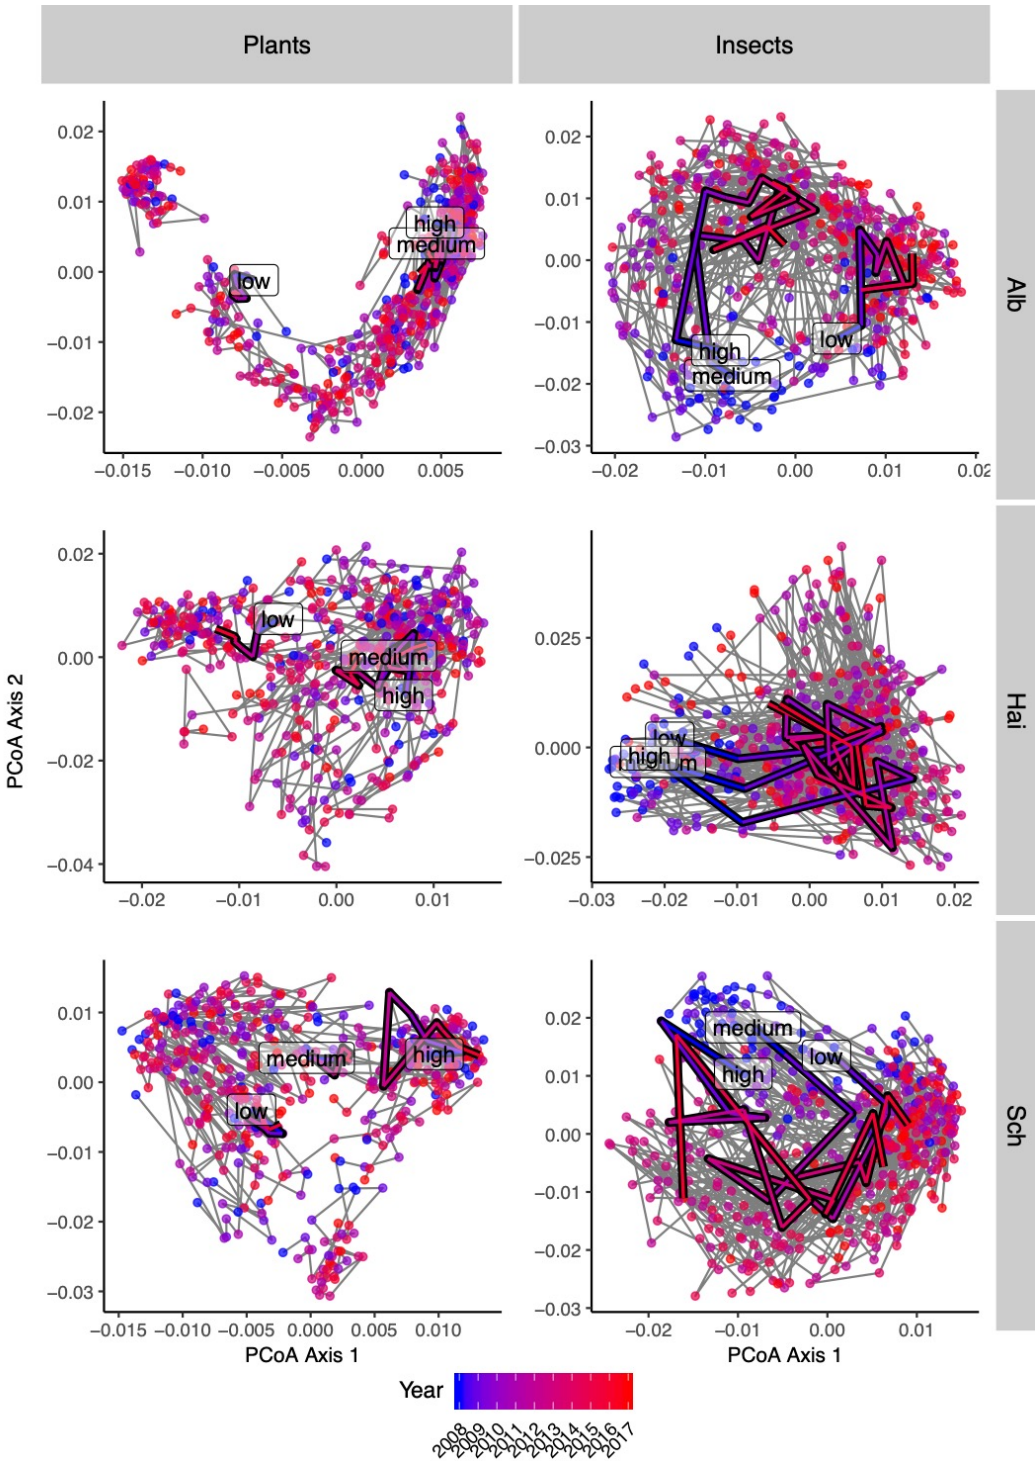 Plants
Insects
0.02
0.01
0.00
−0.01
−0.02
high
medium
low
−0.015 −0.010 −0.005 0.000 0.005
0.02
0.01
0.00
−0.01
−0.02
−0.03
high
medium
low
−0.02 −0.01 0.00 0.01
Alb
PCoA Axis 2
0.02
0.00
−0.02
−0.04
low
medium
high
−0.02 −0.01 0.00 0.01
0.025
0.000
−0.025
low
high
−0.03 −0.02 −0.01 0.00 0.01 0.02
Hai
0.01
0.00
−0.01
−0.02
−0.03
medium
high
low
−0.015 −0.010 −0.005 0.000 0.005 0.010
PCoA Axis 1
0.02
0.01
0.00
−0.01
−0.02
−0.03
medium
low
high
−0.02 −0.01 0.00 0.01
PCoA Axis 1
Sch
Year
2008 2009 2010 2011 2012 2013 2014 2015 2016 2017